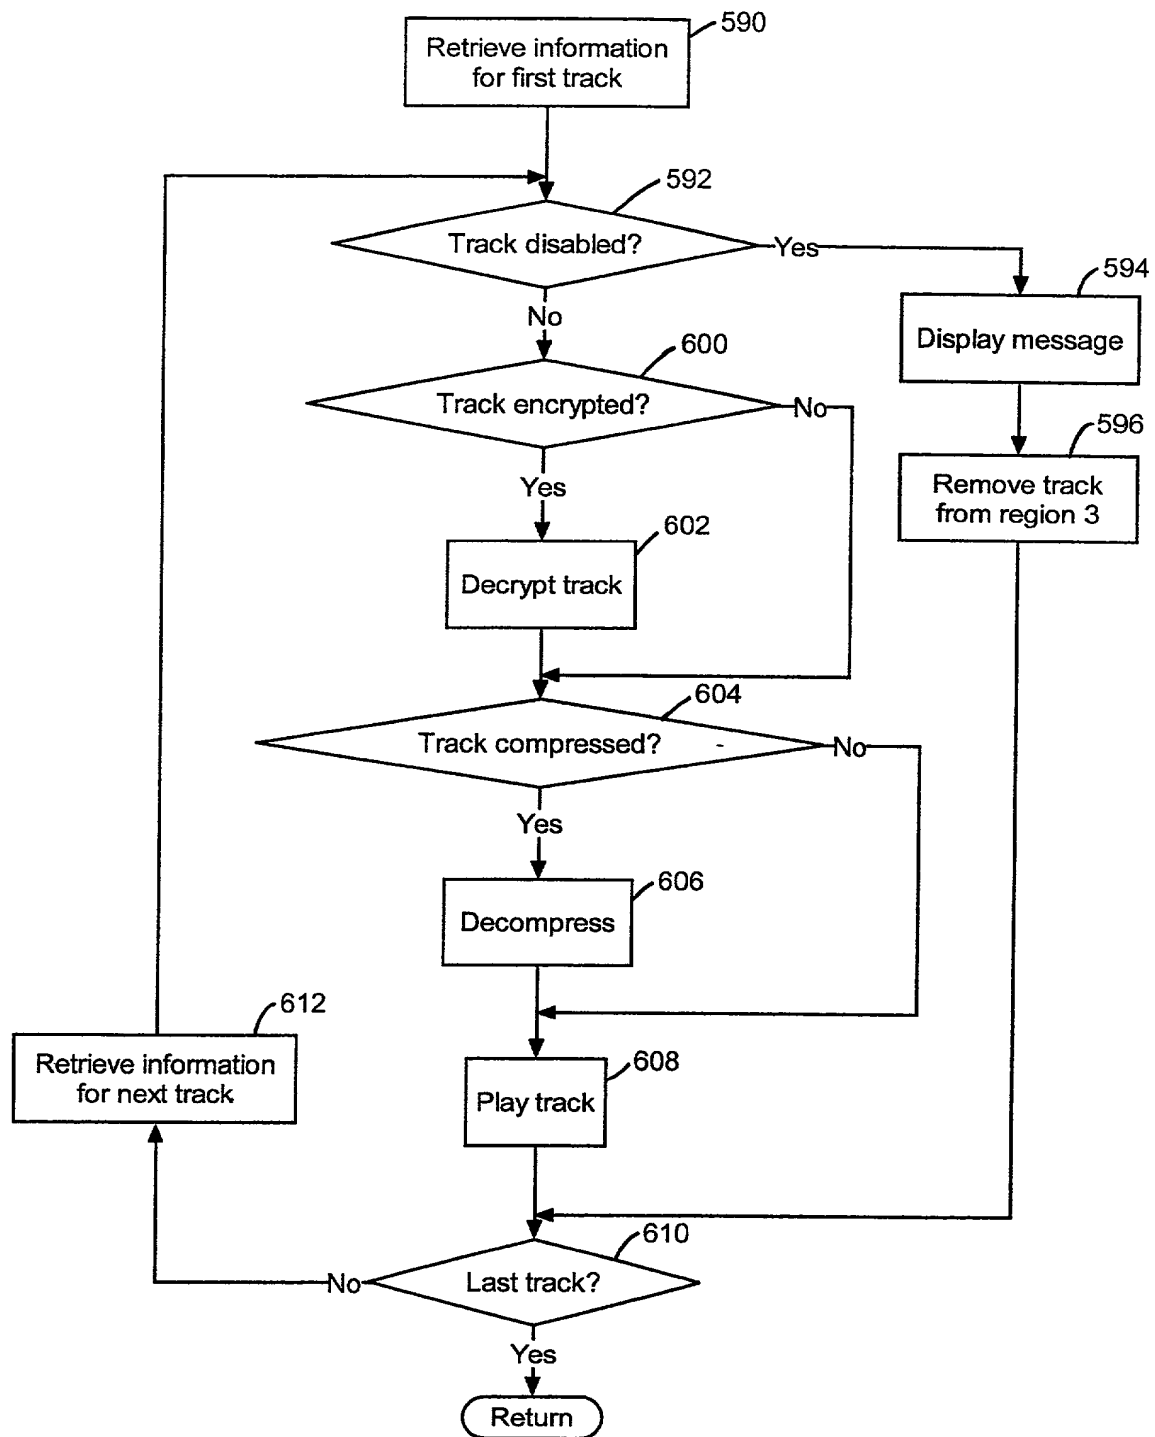 590
Retrieve information
for first track
592
Track disabled?
Yes
594
Display message
No
600
Track encrypted?
No
596
Remove track
from region 3
Yes
602
Decrypt track
604
Track compressed?
No
Yes
606
Decompress
612
Retrieve information
for next track
608
Play track
610
Last track?
No
Yes
Return